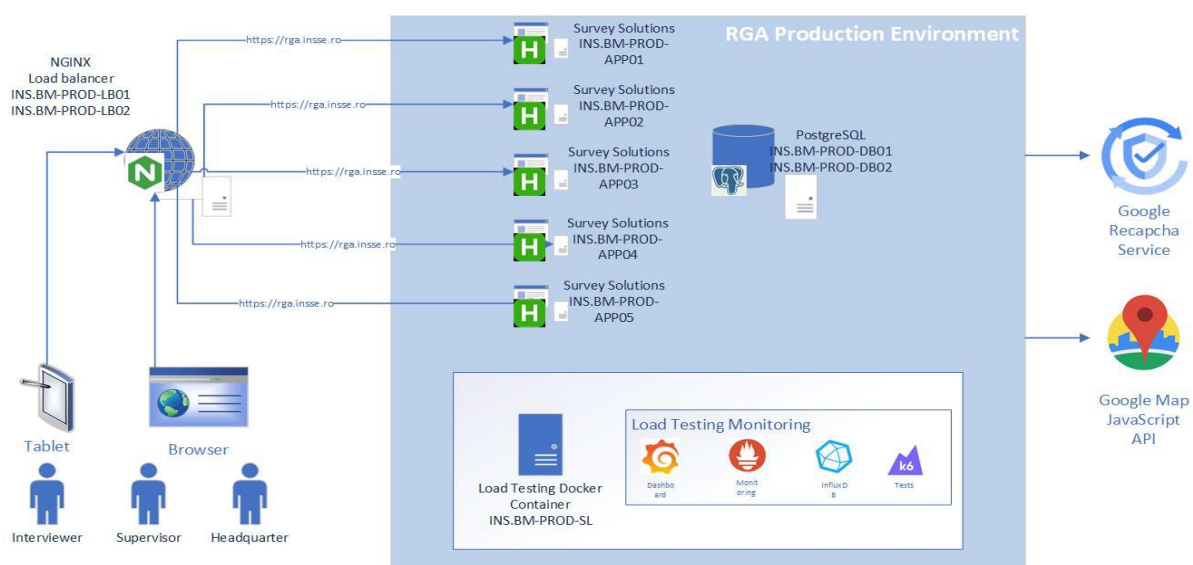 NGINX
Load balancer
INS.BM-PROD-LB01
INS.BM-PROD-LB02
N
https://rga.insse.ro
https://rga.insse.ro
https://rga.insse.ro
https://rga.insse.ro
https://rga.insse.ro
H
Survey Solutions
INS.BM-PROD-
APP01
H
Survey Solutions
INS.BM-PROD-
APP02
H
Survey Solutions
INS.BM-PROD-
APP03
H
Survey Solutions
INS.BM-PROD-
APP04
H
Survey Solutions
INS.BM-PROD-
APP05
RGA Production Environment
PostgreSQL
INS.BM-PROD-DB01
INS.BM-PROD-DB02
Google
Recapcha
Service
Google Map
JavaScript
API
Tablet
Browser
Interviewer
Supervisor
Headquarter
Load Testing Docker
Container
INS.BM-PROD-SL
Load Testing Monitoring
Dashbo
ard
Monit
oring
InfluxD
B
k6
Tests